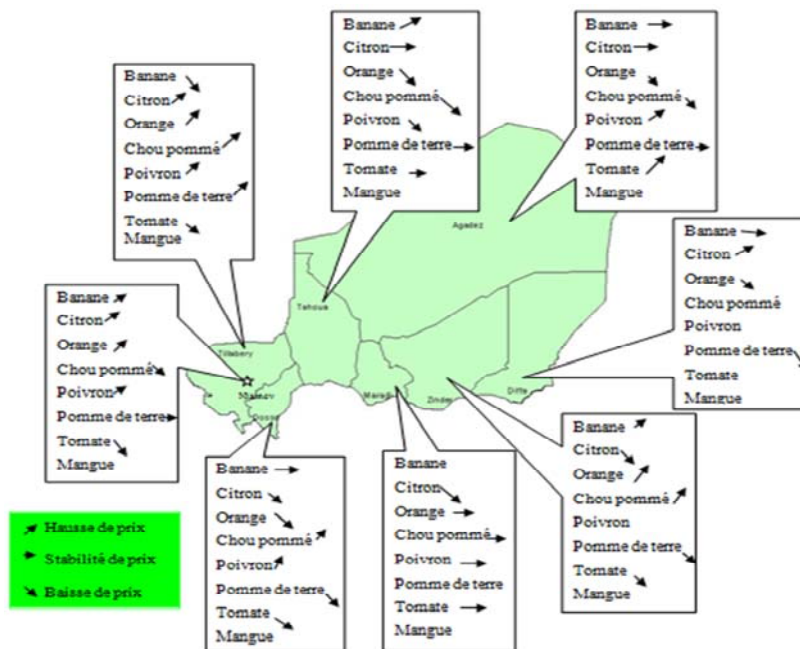 Banane
Citron
Orange
Chou pommé
Poivron
Pomme de terre
Tomate
Mangue
Banane
Citron
Orange
Chou pommé
Poivron
Pomme de terre
Tomate
Mangue
Banane
Citron
Orange
Chou pommé
Poivron
Pomme de terre
Tomate
Mangue
Banane
Citron
Orange
Chou pommé
Poivron
Pomme de terre
Tomate
Mangue
Banane
Citron
Orange
Chou pommé
Poivron
Pomme de terre
Tomate
Mangue
Agadez
Tahoua
Tillabery
Maradi
Zinder
Diffa
Dosso
Banane
Citron
Orange
Chou pommé
Poivron
Pomme de terre
Tomate
Mangue
Banane
Citron
Orange
Chou pommé
Poivron
Pomme de terre
Tomate
Mangue
Banane
Citron
Orange
Chou pommé
Poivron
Pomme de terre
Tomate
Mangue
Hausse de prix
Stabilité de prix
Baisse de prix